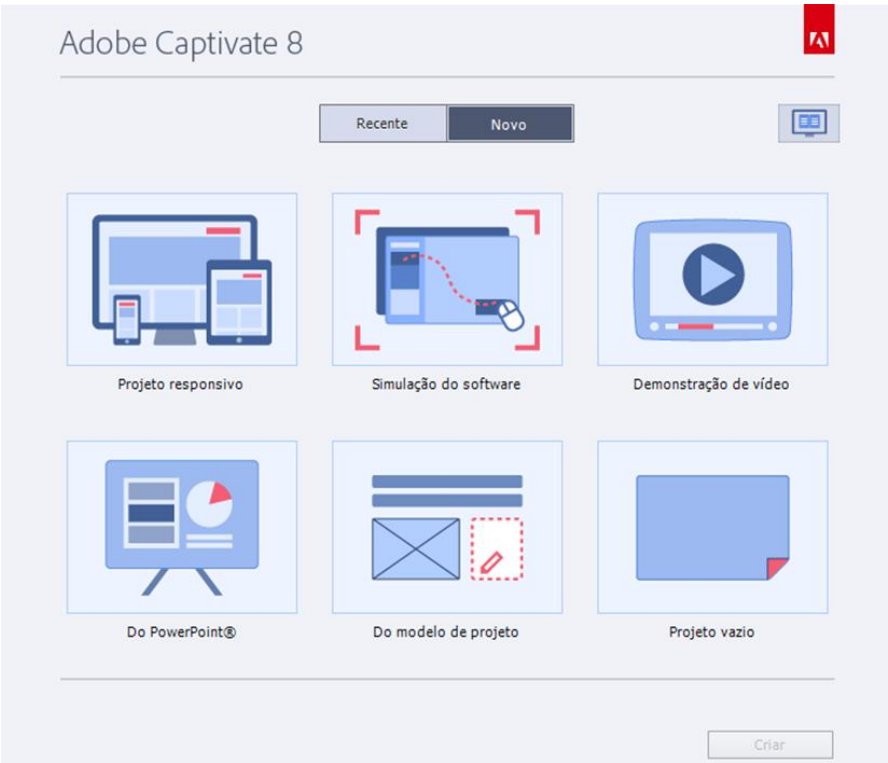 Adobe Captivate 8
Recente
Novo
Projeto responsivo
Simulação do software
Demonstração de vídeo
Do PowerPoint®
Do modelo de projeto
Projeto vazio
Criar